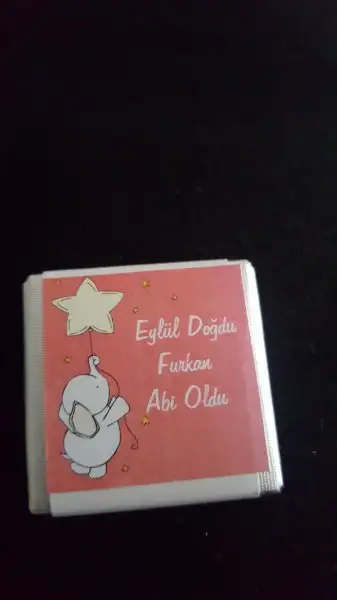 Eylül Doğdu
Furkan
Abi Oldu